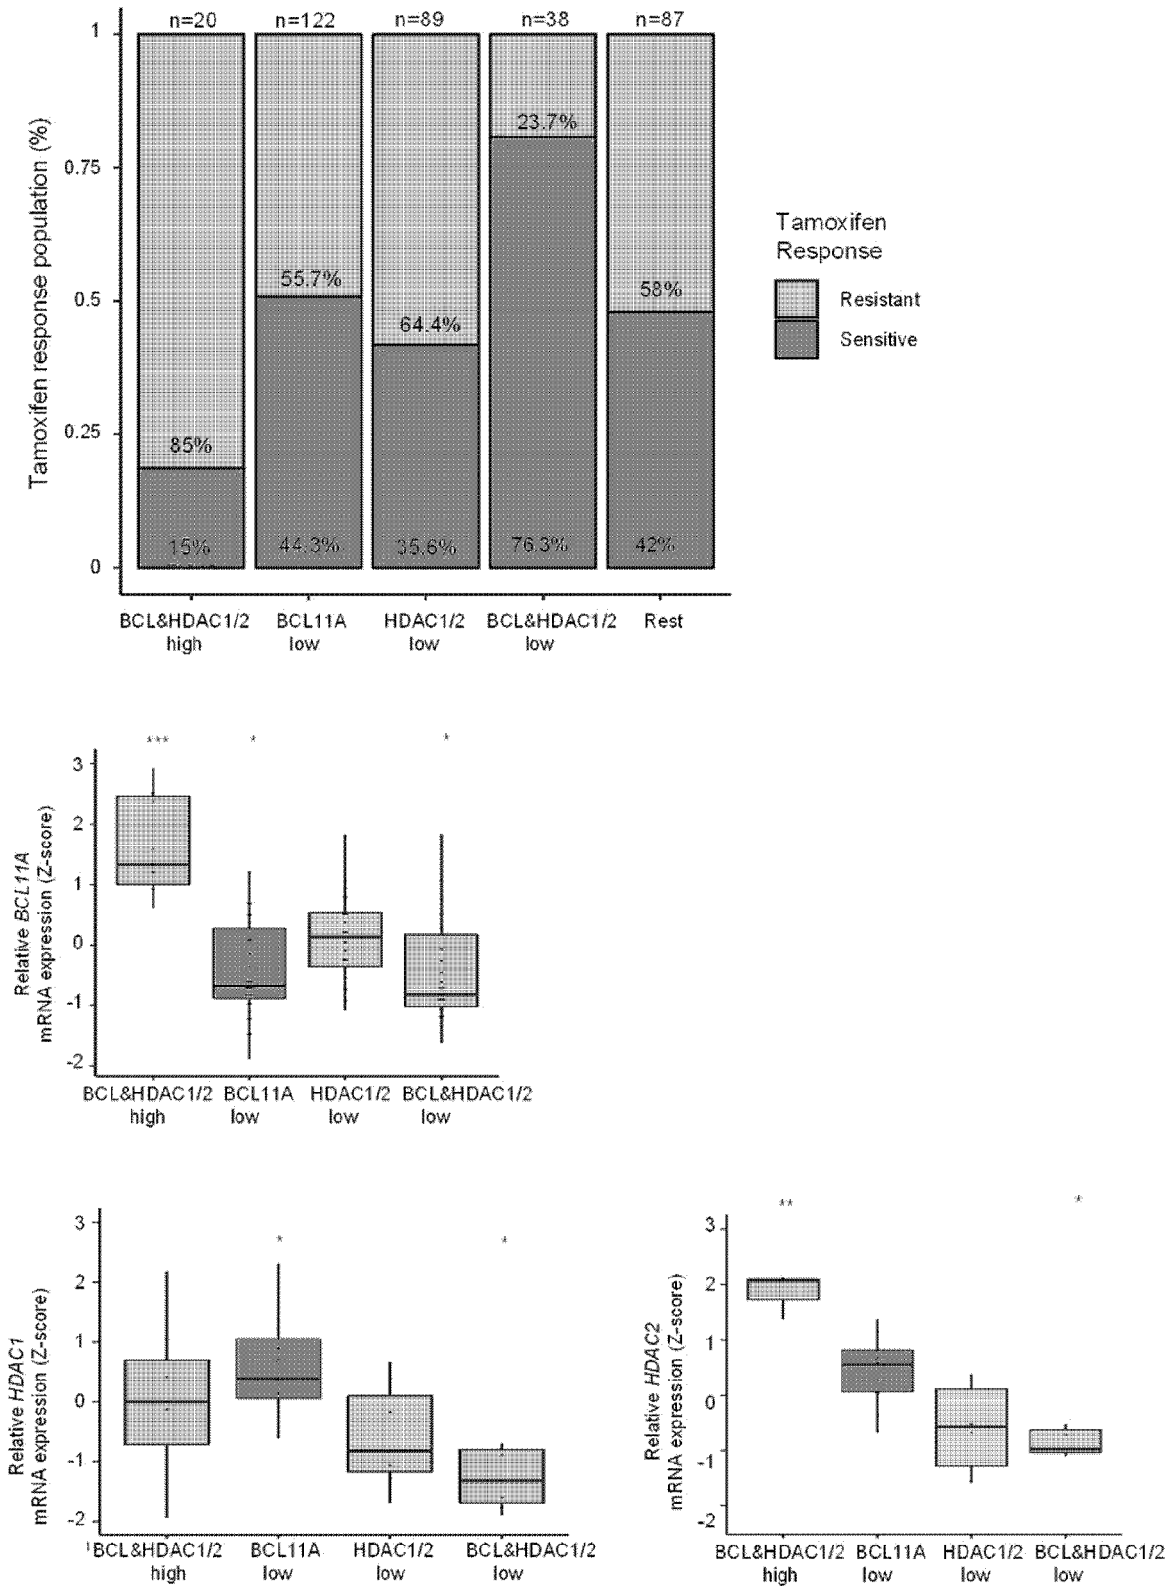 n=20 n=122 n=89 n=38 n=87
Tamoxifen response population (%)
1
0.75
0.5
0.25
0
85% 55.7% 64.4% 23.7% 58%
15% 44.3% 35.6% 76.3% 42%
BCL&HDAC1/2 high
BCL11A low
HDAC1/2 low
BCL&HDAC1/2 low
Rest
Tamoxifen
Response
Resistant
Sensitive
Relative BCL11A
mRNA expression (Z-score)
*** * *
3
2
1
0
-1
-2
BCL&HDAC1/2 high
BCL11A low
HDAC1/2 low
BCL&HDAC1/2 low
Relative HDAC1
mRNA expression (Z-score)
* *
3
2
1
0
-1
-2
BCL&HDAC1/2 high
BCL11A low
HDAC1/2 low
BCL&HDAC1/2 low
Relative HDAC2
mRNA expression (Z-score)
** *
3
2
1
0
-1
-2
BCL&HDAC1/2 high
BCL11A low
HDAC1/2 low
BCL&HDAC1/2 low